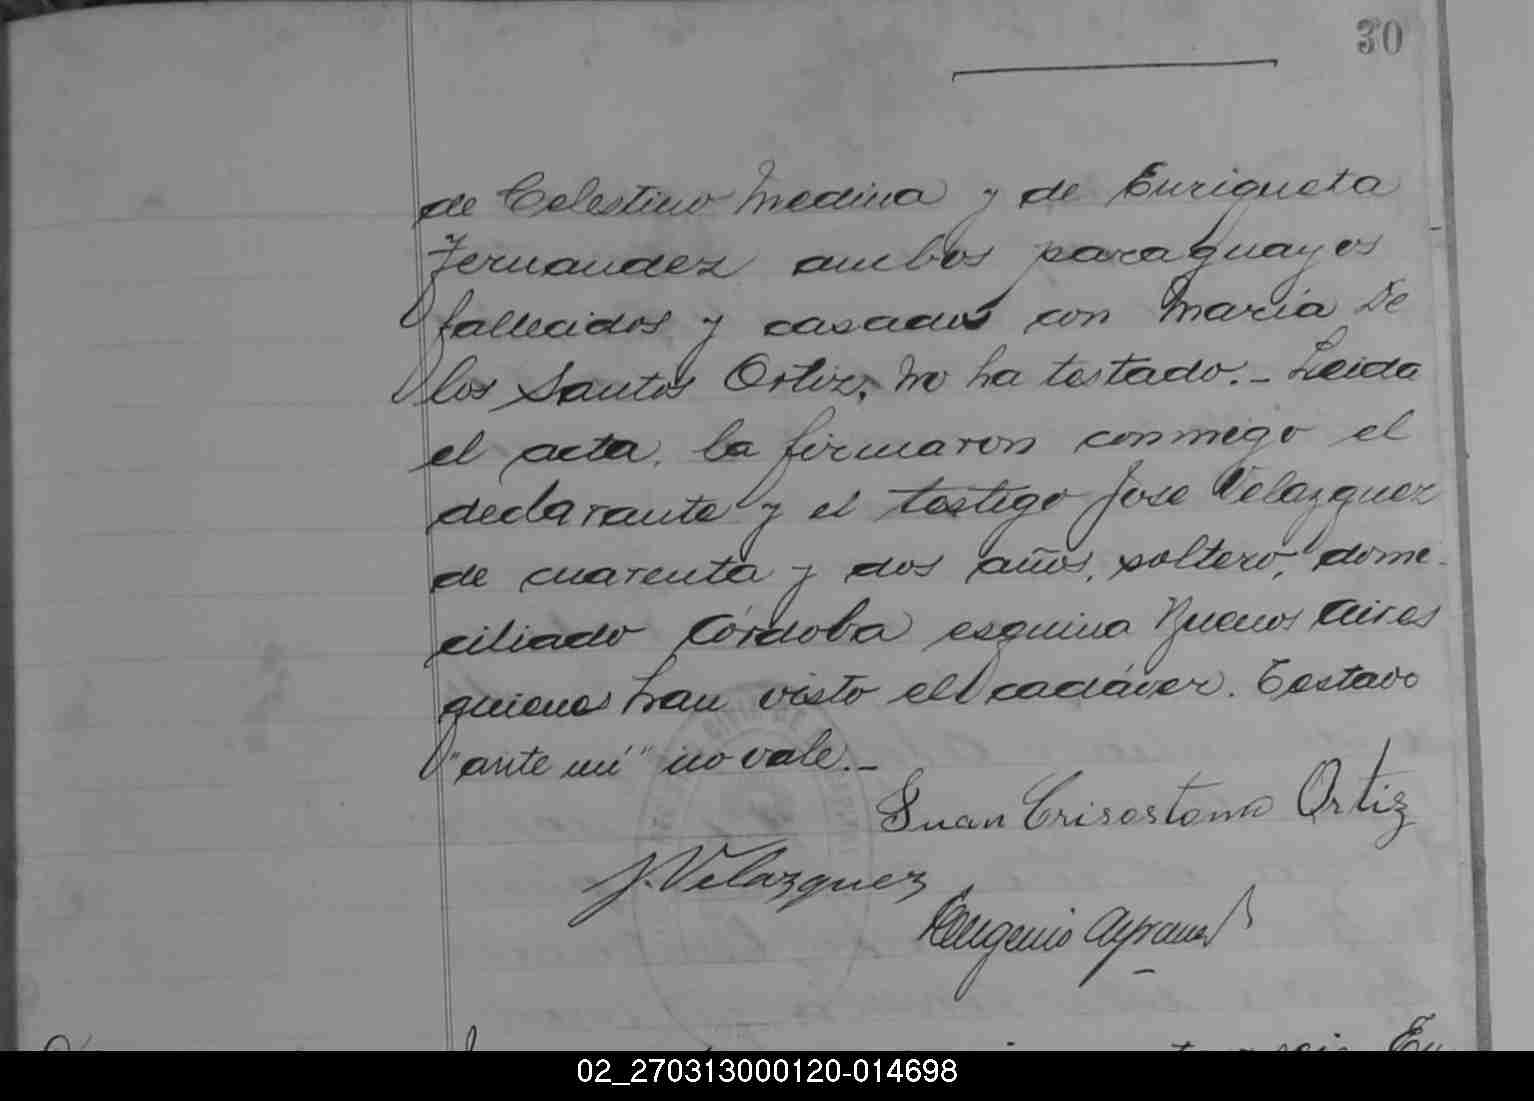 30
de Celestino Medina y de Enriqueta
Fernandez ambos paraguayos
fallecidos y casado con María De
los Santos Ortiz, no ha testado.- Leida
el acta, la firmaron conmigo el
declarante y el testigo José Velazquez
de cuarenta y dos años, soltero, domi-
ciliado Córdoba esquina Buenos Aires
quienes han visto el cadáver. Testado
"ante mi" no vale.-
Juan Crisostomo Ortiz
J. Velazquez
Eugenio
02_270313000120-014698